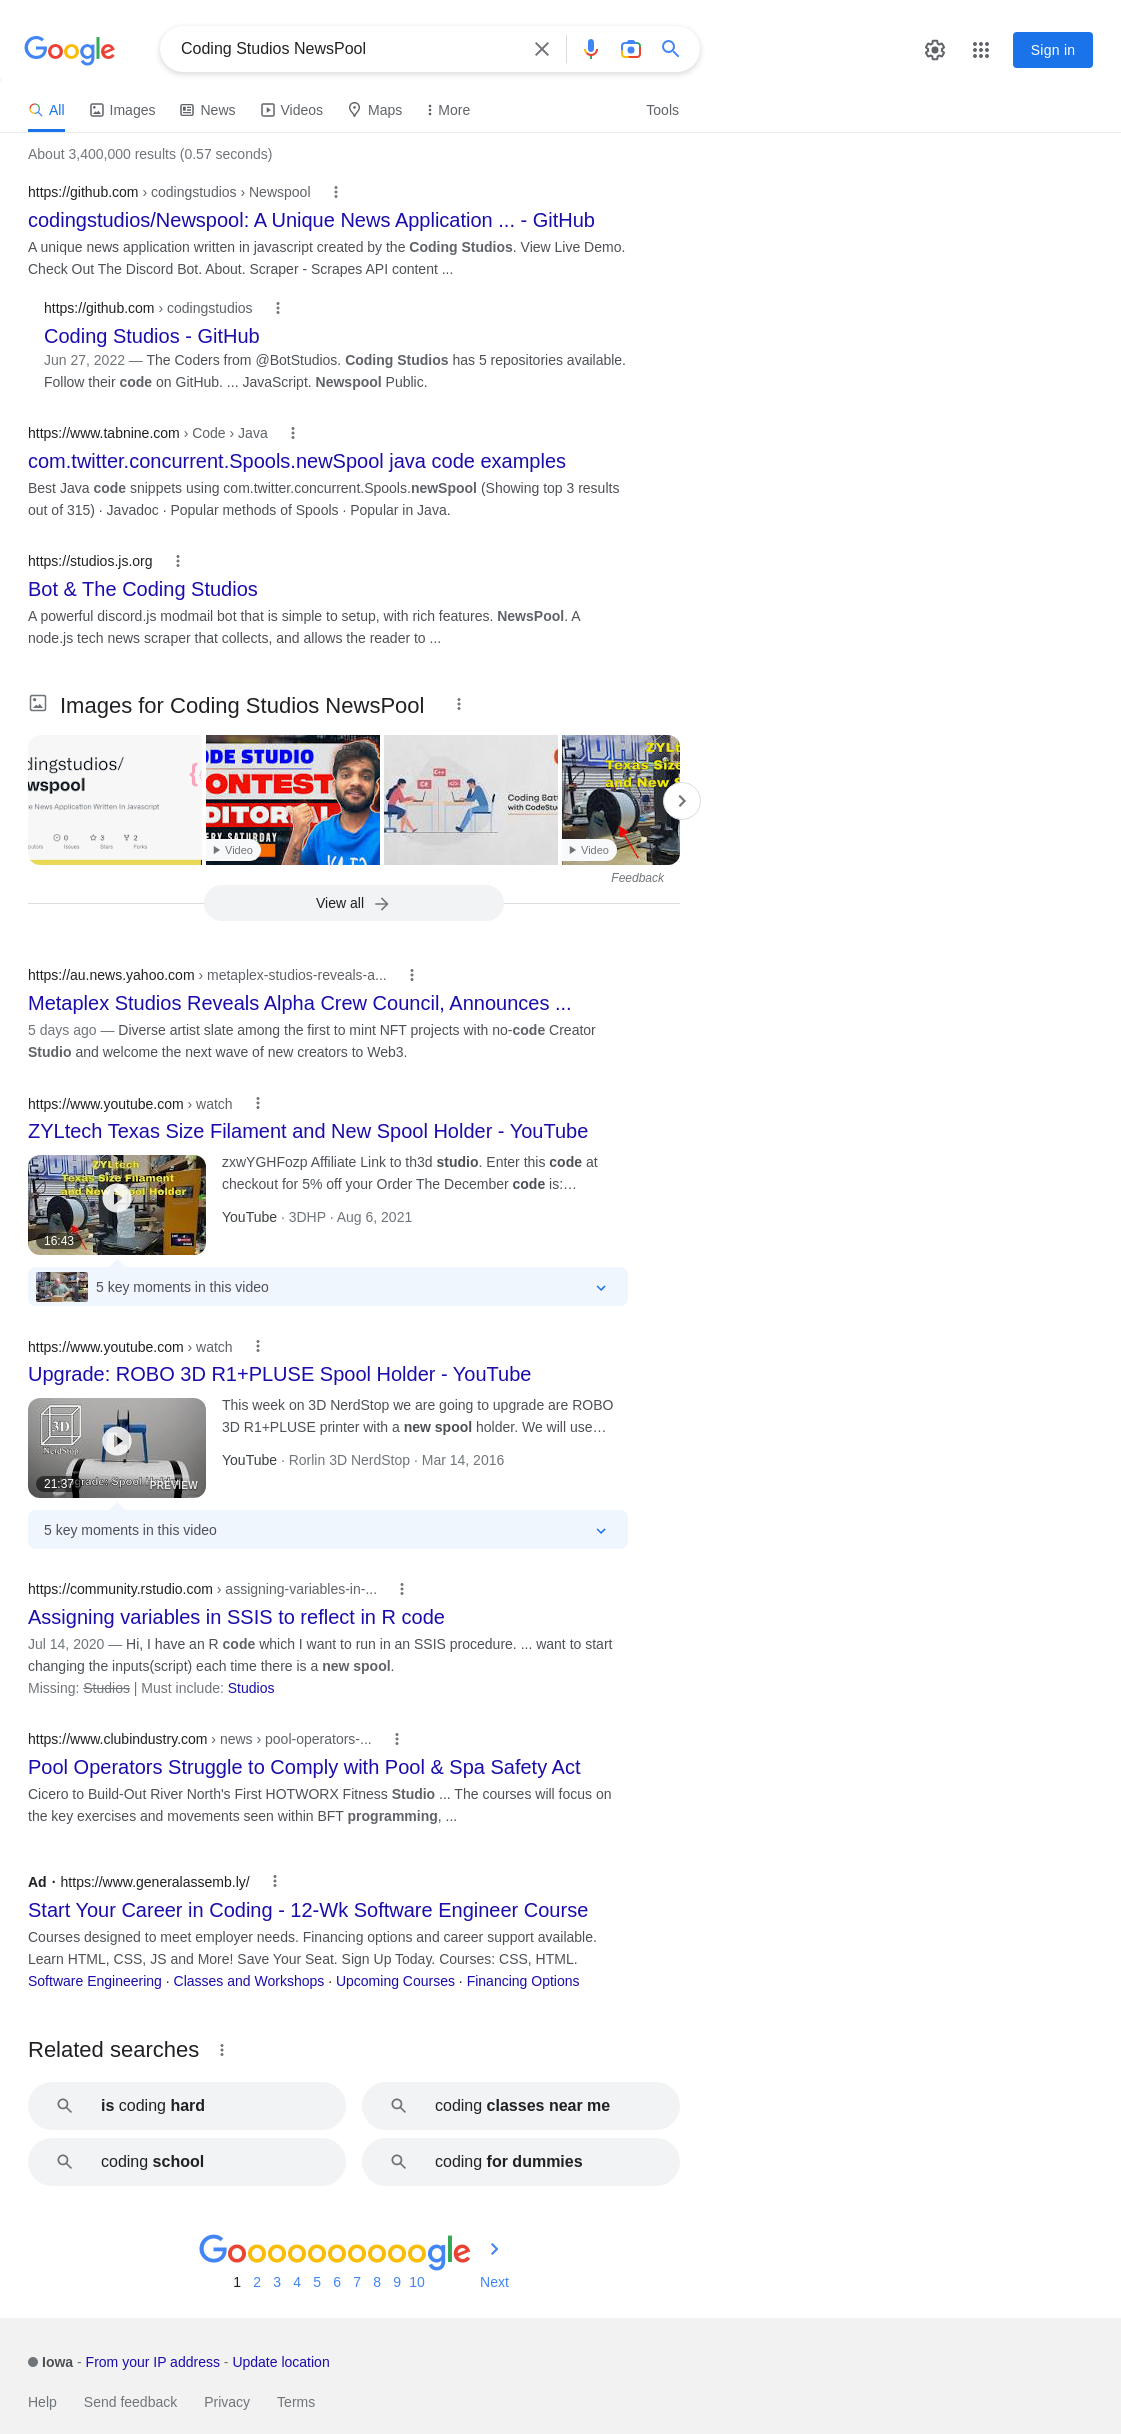 Google
Coding Studios NewsPool
Sign in
All
Images
News
Videos
Maps
More
Tools
About 3,400,000 results (0.57 seconds)
https://github.com › codingstudios › Newspool
codingstudios/Newspool: A Unique News Application ... - GitHub
A unique news application written in javascript created by the Coding Studios. View Live Demo.
Check Out The Discord Bot. About. Scraper - Scrapes API content ...
https://github.com › codingstudios
Coding Studios - GitHub
Jun 27, 2022 — The Coders from @BotStudios. Coding Studios has 5 repositories available.
Follow their code on GitHub. ... JavaScript. Newspool Public.
https://www.tabnine.com › Code › Java
com.twitter.concurrent.Spools.newSpool java code examples
Best Java code snippets using com.twitter.concurrent.Spools.newSpool (Showing top 3 results
out of 315) · Javadoc · Popular methods of Spools · Popular in Java.
https://studios.js.org
Bot & The Coding Studios
A powerful discord.js modmail bot that is simple to setup, with rich features. NewsPool. A
node.js tech news scraper that collects, and allows the reader to ...
Images for Coding Studios NewsPool
dingstudios/
wspool
e News Application Written In Javascript
0
3
2
Issues
Stars
Forks
ODE STUDIO
ONTEST
DITORIAL
ERY SATURDAY
Video
C++
C#
</>
Coding Batt
with CodeStud
ZYLt
Texas Size
and New S
Video
Feedback
View all
https://au.news.yahoo.com › metaplex-studios-reveals-a...
Metaplex Studios Reveals Alpha Crew Council, Announces ...
5 days ago — Diverse artist slate among the first to mint NFT projects with no-code Creator
Studio and welcome the next wave of new creators to Web3.
https://www.youtube.com › watch
ZYLtech Texas Size Filament and New Spool Holder - YouTube
ZYLtech
Texas Size Filament
and New Spool Holder
16:43
zxwYGHFozp Affiliate Link to th3d studio. Enter this code at
checkout for 5% off your Order The December code is:...
YouTube · 3DHP · Aug 6, 2021
5 key moments in this video
https://www.youtube.com › watch
Upgrade: ROBO 3D R1+PLUSE Spool Holder - YouTube
3D
NerdStop
21:37
PREVIEW
This week on 3D NerdStop we are going to upgrade are ROBO
3D R1+PLUSE printer with a new spool holder. We will use...
YouTube · Rorlin 3D NerdStop · Mar 14, 2016
5 key moments in this video
https://community.rstudio.com › assigning-variables-in-...
Assigning variables in SSIS to reflect in R code
Jul 14, 2020 — Hi, I have an R code which I want to run in an SSIS procedure. ... want to start
changing the inputs(script) each time there is a new spool.
Missing: Studios | Must include: Studios
https://www.clubindustry.com › news › pool-operators-...
Pool Operators Struggle to Comply with Pool & Spa Safety Act
Cicero to Build-Out River North's First HOTWORX Fitness Studio ... The courses will focus on
the key exercises and movements seen within BFT programming, ...
Ad · https://www.generalassemb.ly/
Start Your Career in Coding - 12-Wk Software Engineer Course
Courses designed to meet employer needs. Financing options and career support available.
Learn HTML, CSS, JS and More! Save Your Seat. Sign Up Today. Courses: CSS, HTML.
Software Engineering · Classes and Workshops · Upcoming Courses · Financing Options
Related searches
is coding hard
coding classes near me
coding school
coding for dummies
Goooooooooogle
1 2 3 4 5 6 7 8 9 10 Next
Iowa - From your IP address - Update location
Help Send feedback Privacy Terms